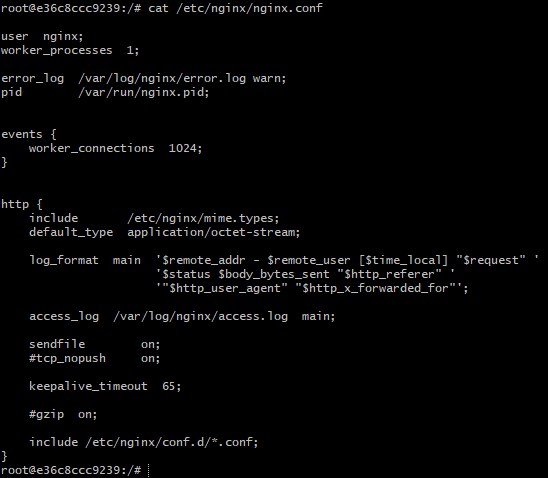 root@e36c8ccc9239:/# cat /etc/nginx/nginx.conf

user  nginx;
worker_processes  1;

error_log  /var/log/nginx/error.log warn;
pid        /var/run/nginx.pid;


events {
    worker_connections  1024;
}


http {
    include       /etc/nginx/mime.types;
    default_type  application/octet-stream;

    log_format  main  '$remote_addr - $remote_user [$time_local] "$request" '
                      '$status $body_bytes_sent "$http_referer" '
                      '"$http_user_agent" "$http_x_forwarded_for"';

    access_log  /var/log/nginx/access.log  main;

    sendfile        on;
    #tcp_nopush     on;

    keepalive_timeout  65;

    #gzip  on;

    include /etc/nginx/conf.d/*.conf;
}
root@e36c8ccc9239:/#